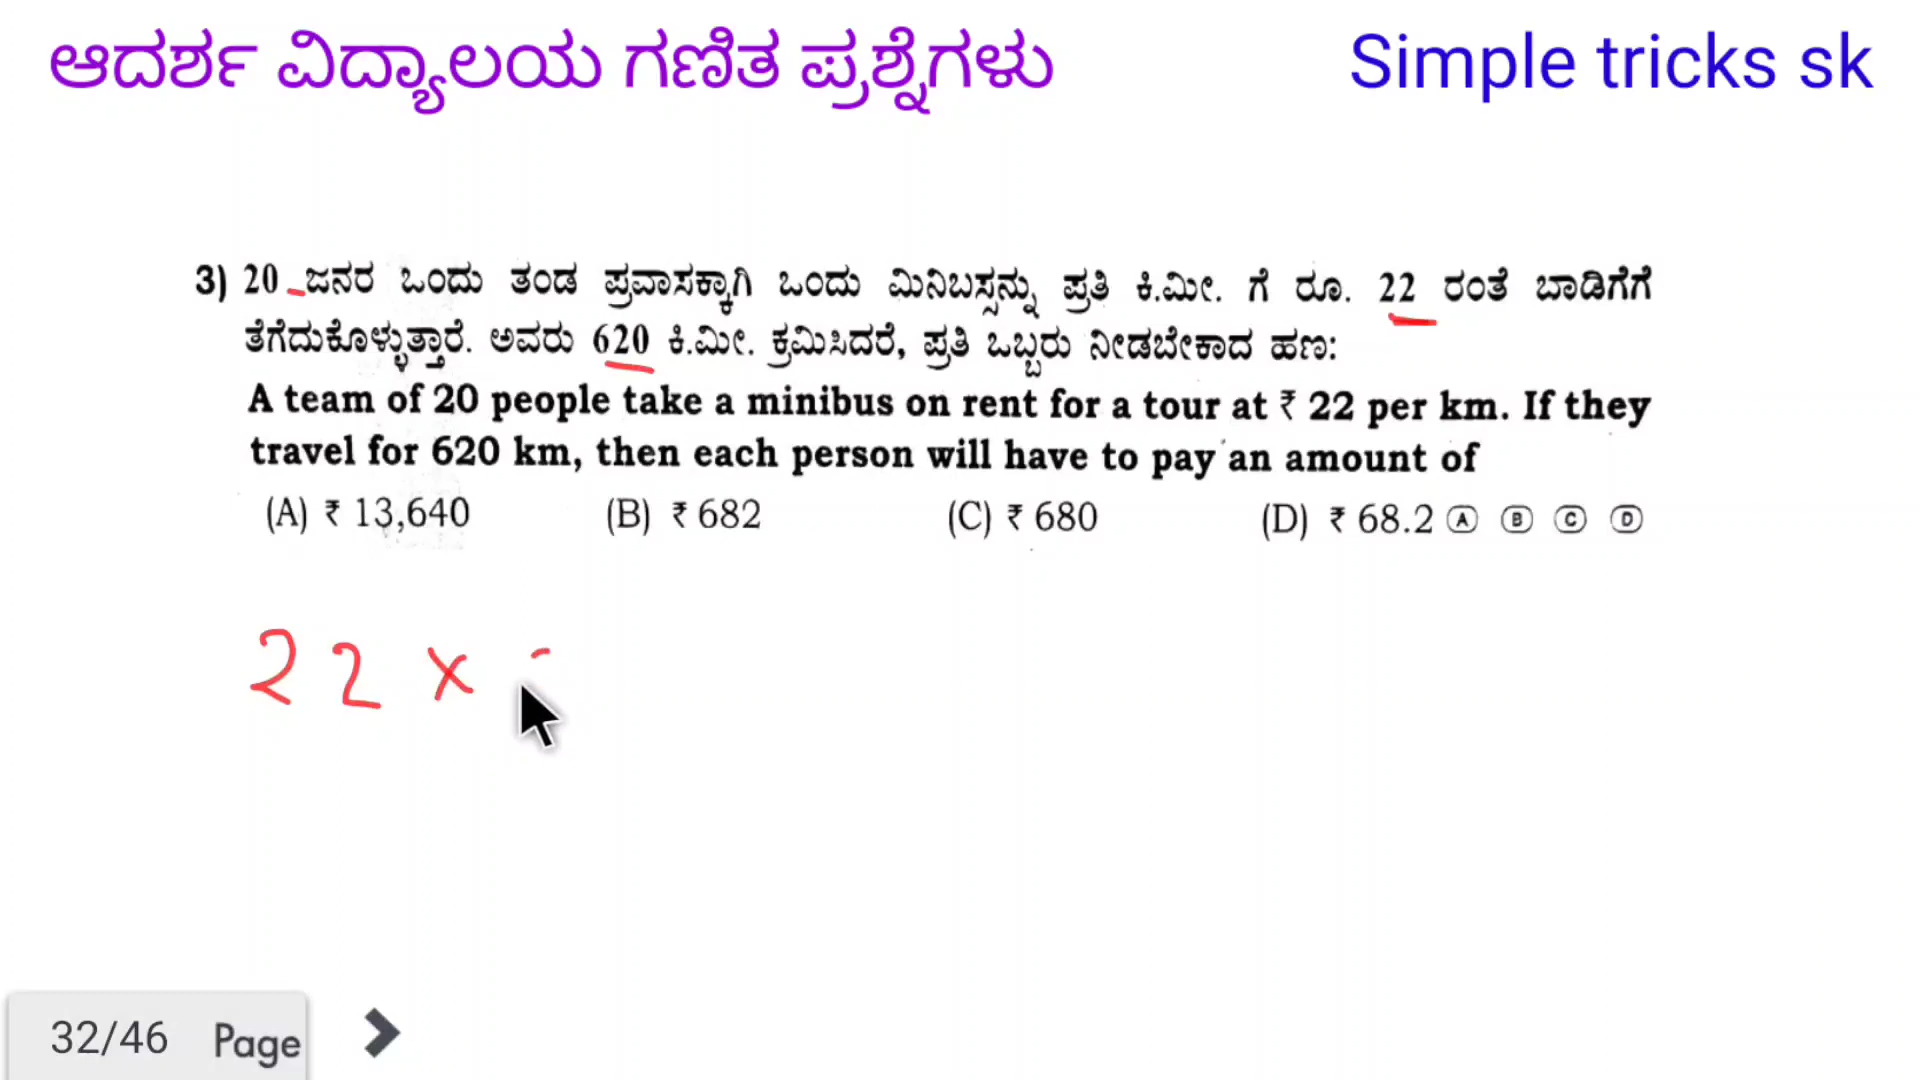 ಆದರ್ಶ ವಿದ್ಯಾಲಯ ಗಣಿತ ಪ್ರಶ್ನೆಗಳು Simple tricks sk
3) 20 ಜನರ ಒಂದು ತಂಡ ಪ್ರವಾಸಕ್ಕಾಗಿ ಒಂದು ಮಿನಿಬಸ್ಸನ್ನು ಪ್ರತಿ ಕಿ.ಮೀ. ಗೆ ರೂ. 22 ರಂತೆ ಬಾಡಿಗೆಗೆ
ತೆಗೆದುಕೊಳ್ಳುತ್ತಾರೆ. ಅವರು 620 ಕಿ.ಮೀ. ಕ್ರಮಿಸಿದರೆ, ಪ್ರತಿ ಒಬ್ಬರು ನೀಡಬೇಕಾದ ಹಣ:
A team of 20 people take a minibus on rent for a tour at ₹ 22 per km. If they
travel for 620 km, then each person will have to pay an amount of
(A) ₹ 13,640 (B) ₹ 682 (C) ₹ 680 (D) ₹ 68.2 Ⓐ Ⓑ Ⓒ Ⓓ
22 ×
32/46 Page